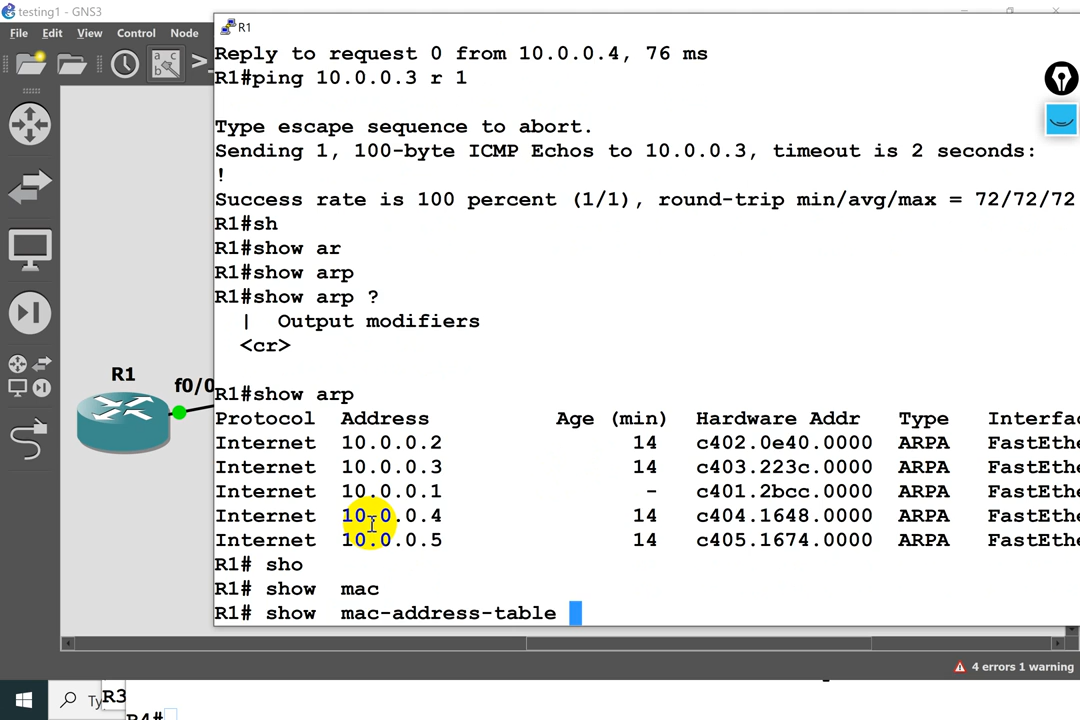 testing1 - GNS3
File Edit View Control Node
R1
Reply to request 0 from 10.0.0.4, 76 ms
R1#ping 10.0.0.3 r 1
Type escape sequence to abort.
Sending 1, 100-byte ICMP Echos to 10.0.0.3, timeout is 2 seconds:
!
Success rate is 100 percent (1/1), round-trip min/avg/max = 72/72/72
R1#sh
R1#show ar
R1#show arp
R1#show arp ?
| Output modifiers
<cr>
R1#show arp
Protocol Address Age (min) Hardware Addr Type Interfac
Internet 10.0.0.2 14 c402.0e40.0000 ARPA FastEthe
Internet 10.0.0.3 14 c403.223c.0000 ARPA FastEthe
Internet 10.0.0.1 - c401.2bcc.0000 ARPA FastEthe
Internet 10.0.0.4 14 c404.1648.0000 ARPA FastEthe
Internet 10.0.0.5 14 c405.1674.0000 ARPA FastEthe
R1# sho
R1# show mac
R1# show mac-address-table
R1
f0/0
4 errors 1 warning
Ty
R3
R4#